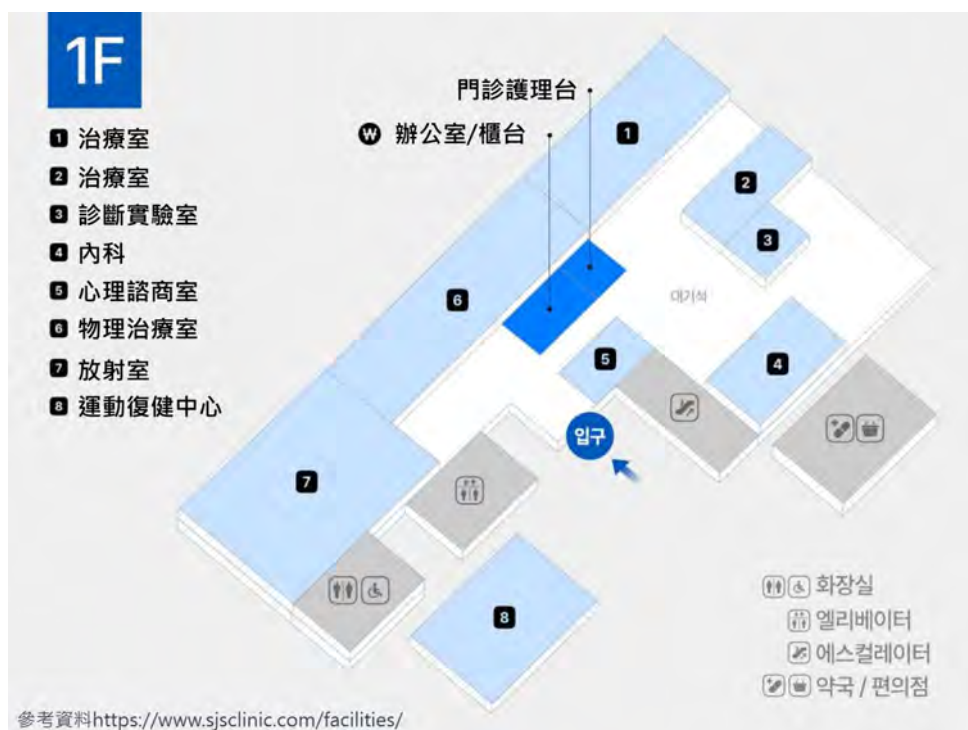 1F
1 治療室
2 治療室
3 診斷實驗室
4 內科
5 心理諮商室
6 物理治療室
7 放射室
8 運動復健中心
門診護理台
W 辦公室/櫃台
1
2
3
6
대기석
5
4
입구
7
8
화장실
엘리베이터
에스컬레이터
약국 / 편의점
參考資料https://www.sjsclinic.com/facilities/